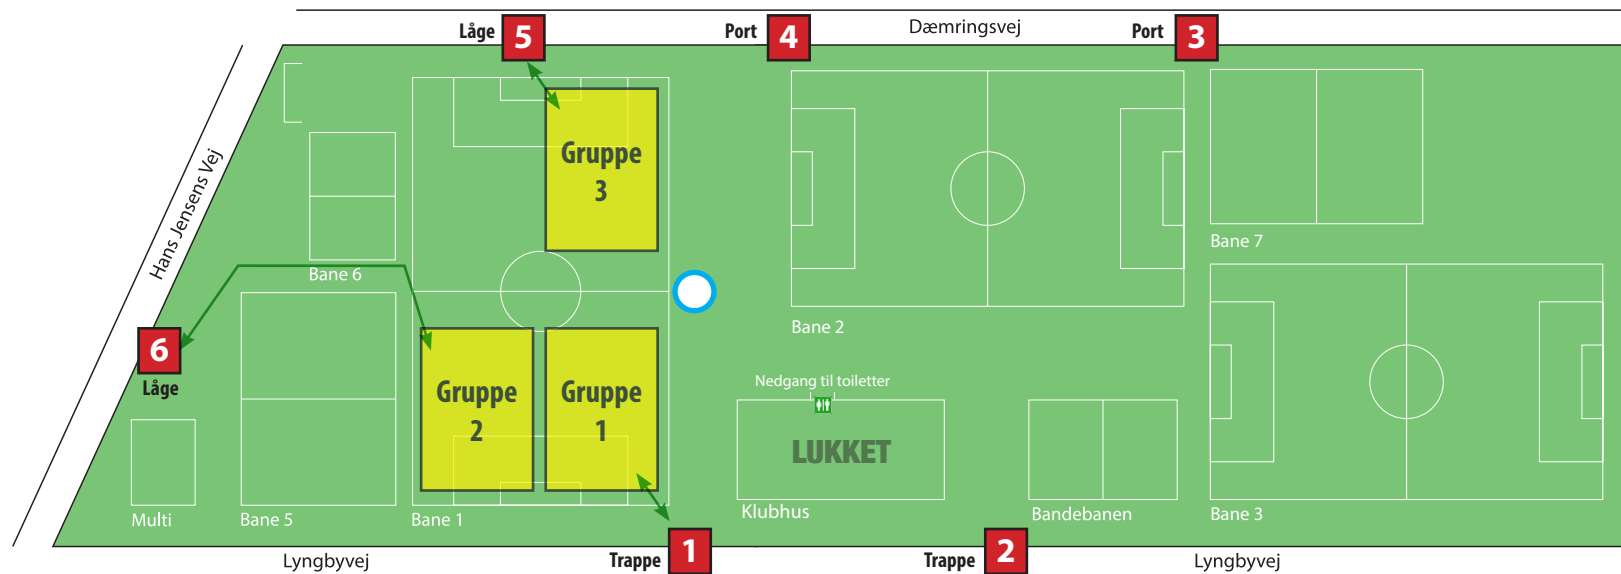 Dæmringsvej
Låge 5
Port 4
Port 3
Gruppe
3
Hans Jensens Vej
Bane 6
Bane 7
Bane 2
6
Låge
Gruppe
2
Gruppe
1
Nedgang til toiletter
LUKKET
Klubhus
Multi
Bane 5
Bane 1
Bandebanen
Bane 3
Lyngbyvej
Trappe 1
Trappe 2
Lyngbyvej